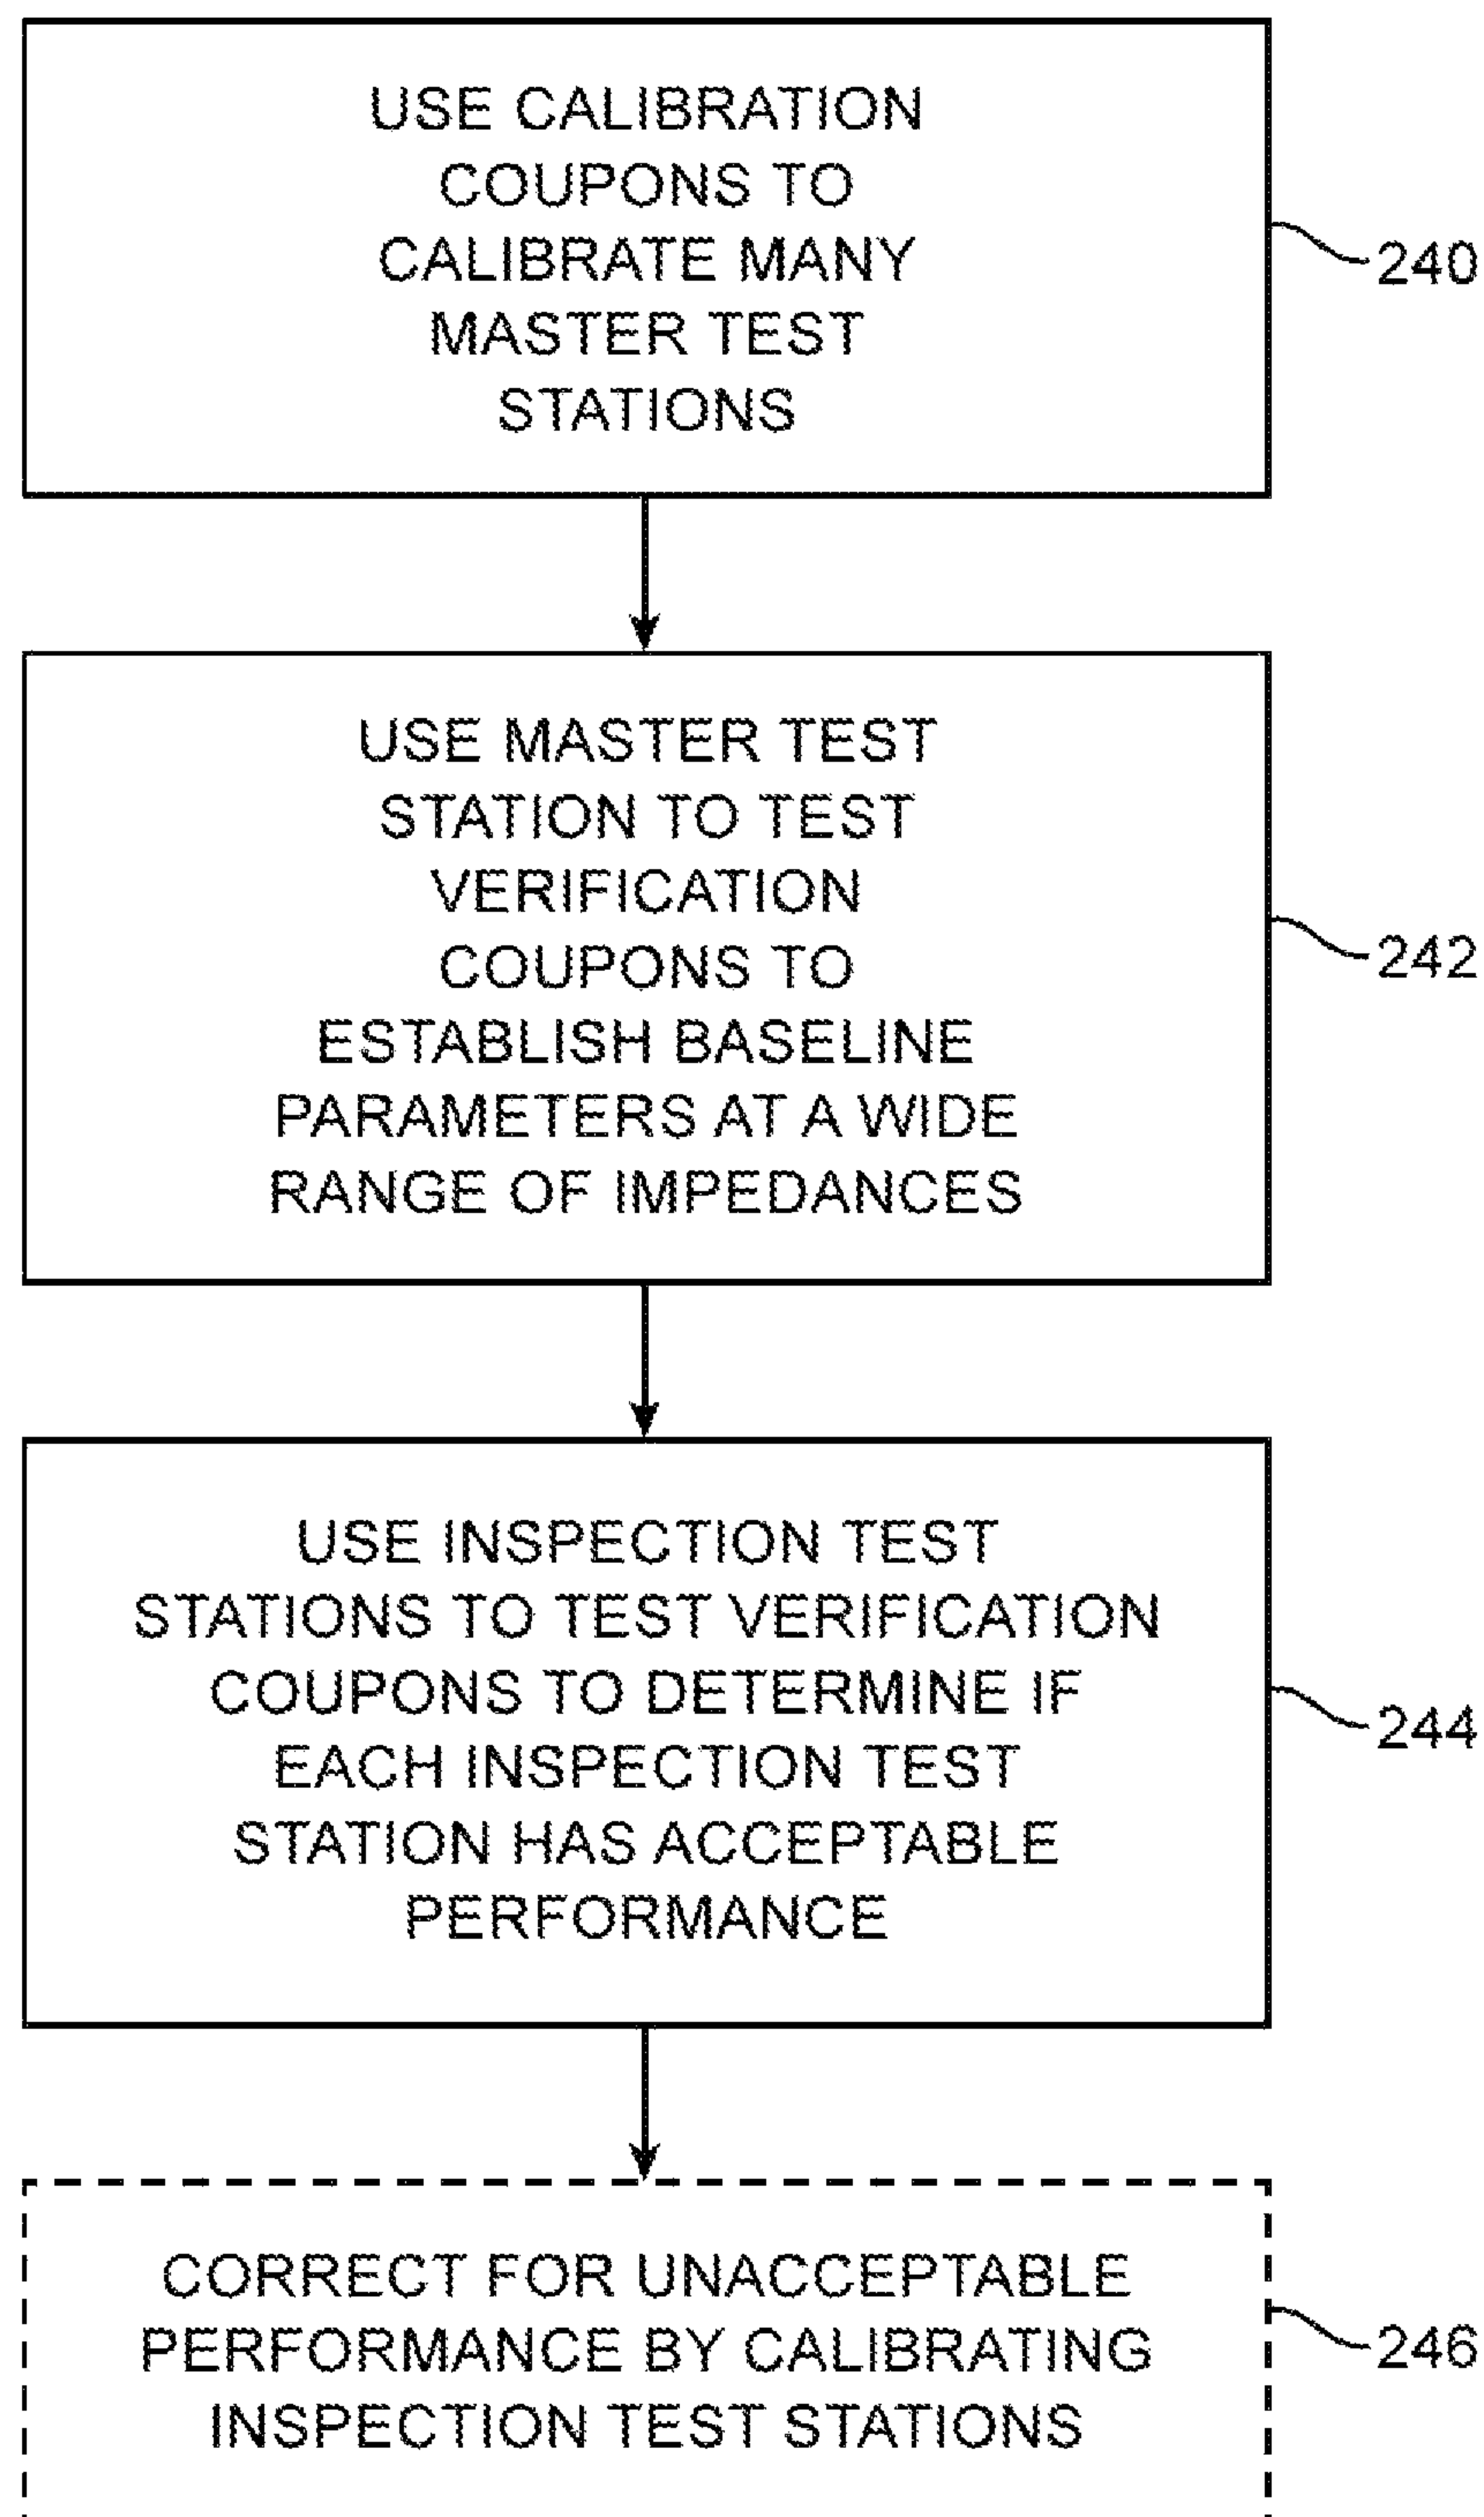 USE CALIBRATION
COUPONS TO
CALIBRATE MANY
MASTER TEST
STATIONS
240
USE MASTER TEST
STATION TO TEST
VERIFICATION
COUPONS TO
ESTABLISH BASELINE
PARAMETERS AT A WIDE
RANGE OF IMPEDANCES
242
USE INSPECTION TEST
STATIONS TO TEST VERIFICATION
COUPONS TO DETERMINE IF
EACH INSPECTION TEST
STATION HAS ACCEPTABLE
PERFORMANCE
244
CORRECT FOR UNACCEPTABLE
PERFORMANCE BY CALIBRATING
INSPECTION TEST STATIONS
246